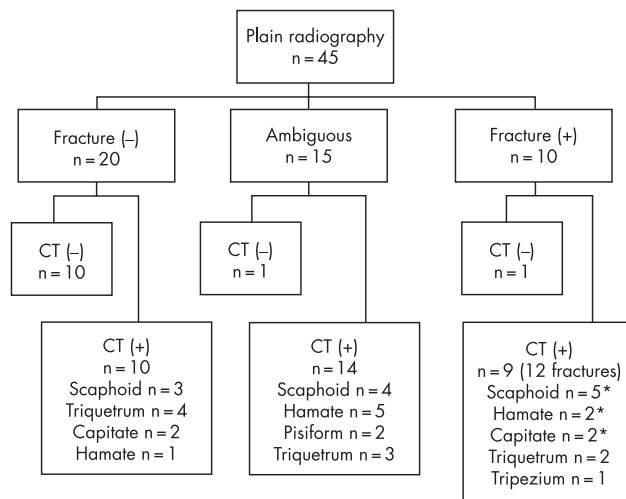 Plain radiography
n = 45
Fracture (–)
n = 20
Ambiguous
n = 15
Fracture (+)
n = 10
CT (–)
n = 10
CT (–)
n = 1
CT (–)
n = 1
CT (+)
n = 10
Scaphoid n = 3
Triquetrum n = 4
Capitate n = 2
Hamate n = 1
CT (+)
n = 14
Scaphoid n = 4
Hamate n = 5
Pisiform n = 2
Triquetrum n = 3
CT (+)
n = 9 (12 fractures)
Scaphoid n = 5*
Hamate n = 2*
Capitate n = 2*
Triquetrum n = 2
Tripezium n = 1